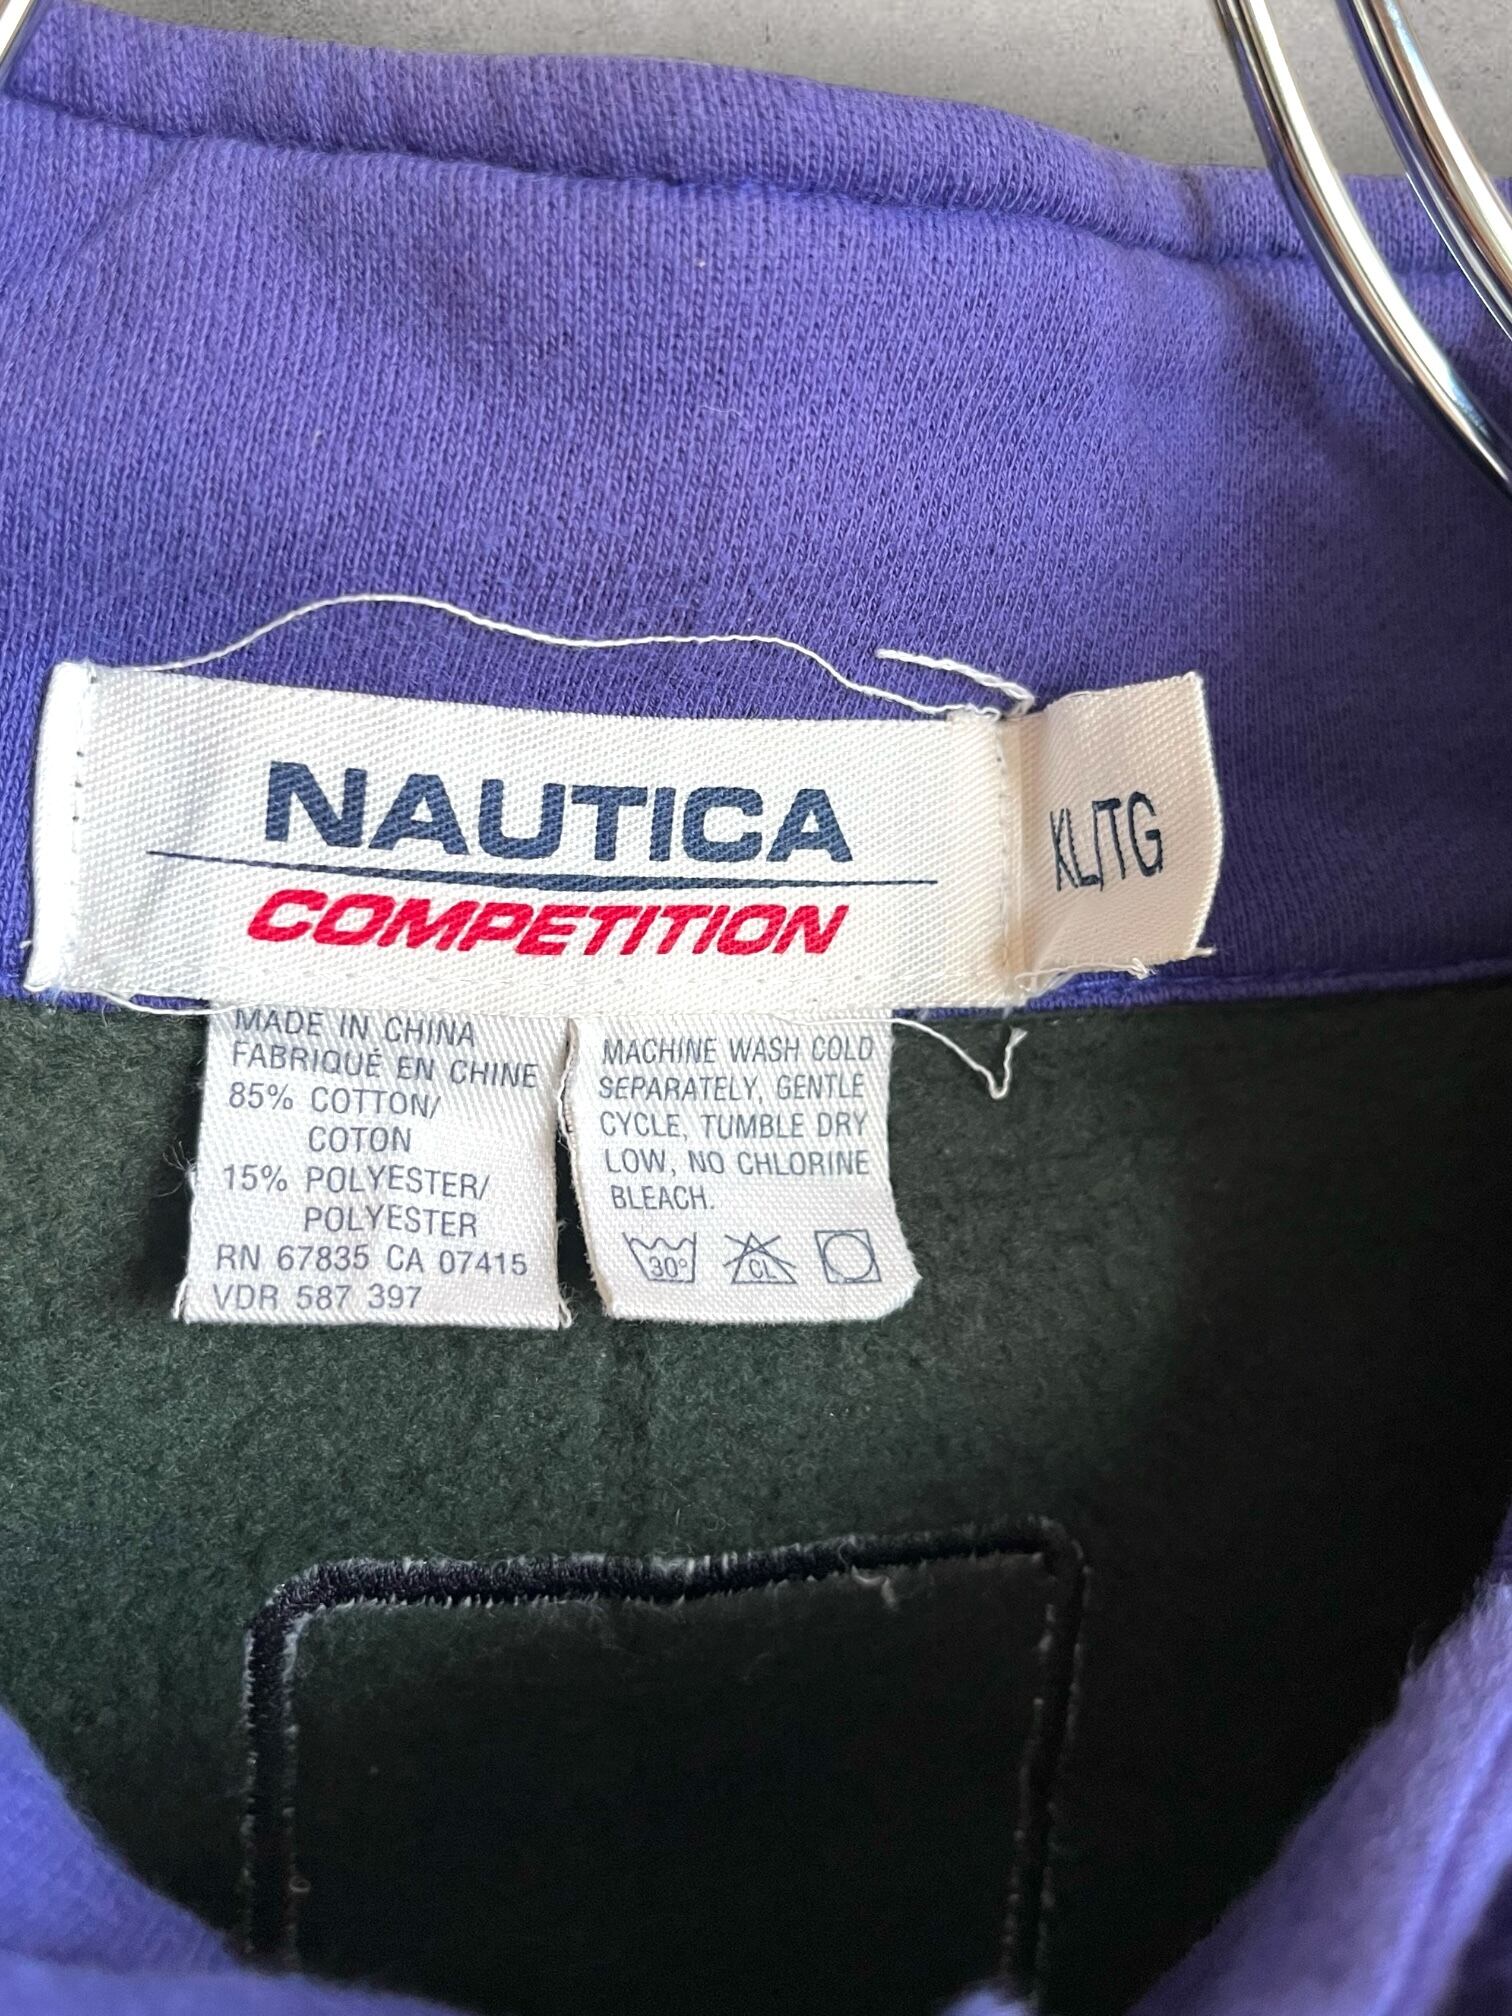 NAUTICA
COMPETITION
XL/TG
MADE IN CHINA
FABRIQUÉ EN CHINE
85% COTTON/
COTON
15% POLYESTER/
POLYESTER
RN 67835 CA 07415
VDR 587 397
MACHINE WASH COLD
SEPARATELY, GENTLE
CYCLE, TUMBLE DRY
LOW, NO CHLORINE
BLEACH.
30° CL